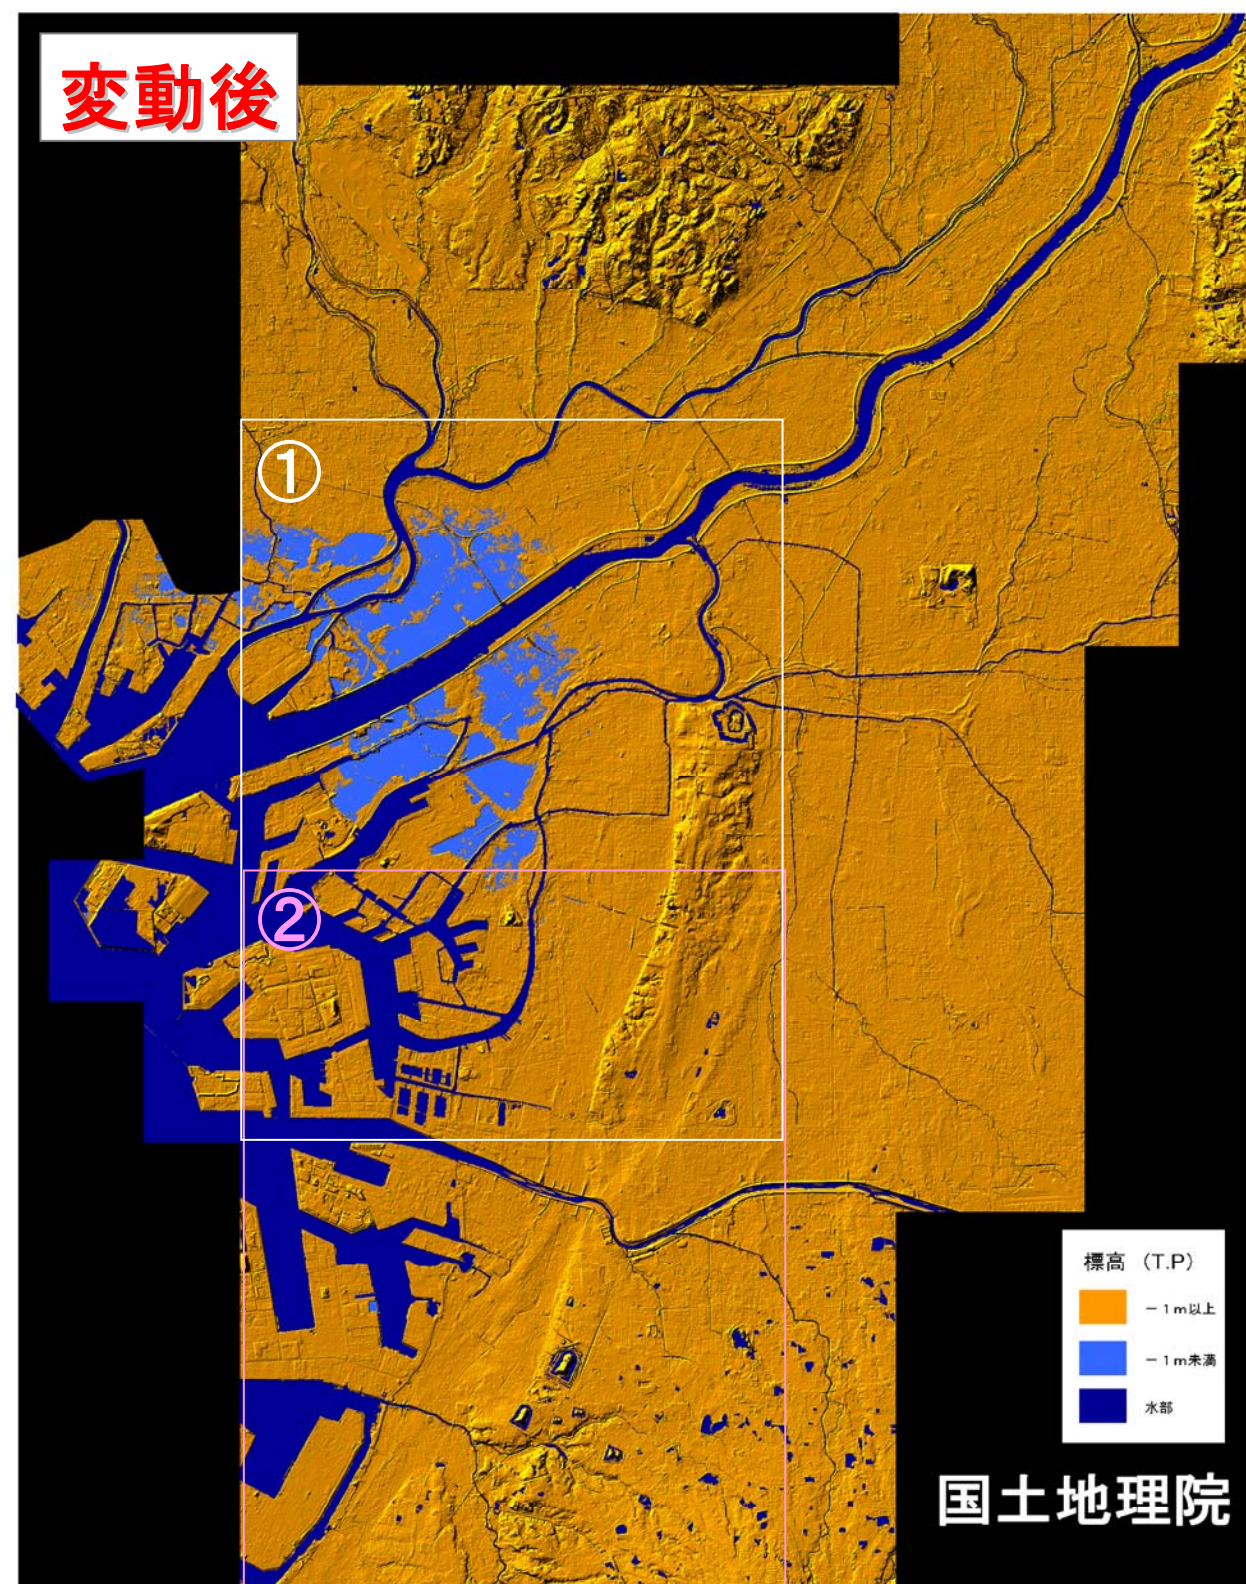 変動後
①
②
標高 （T.P）
－１ｍ以上
－１ｍ未満
水部
国土地理院